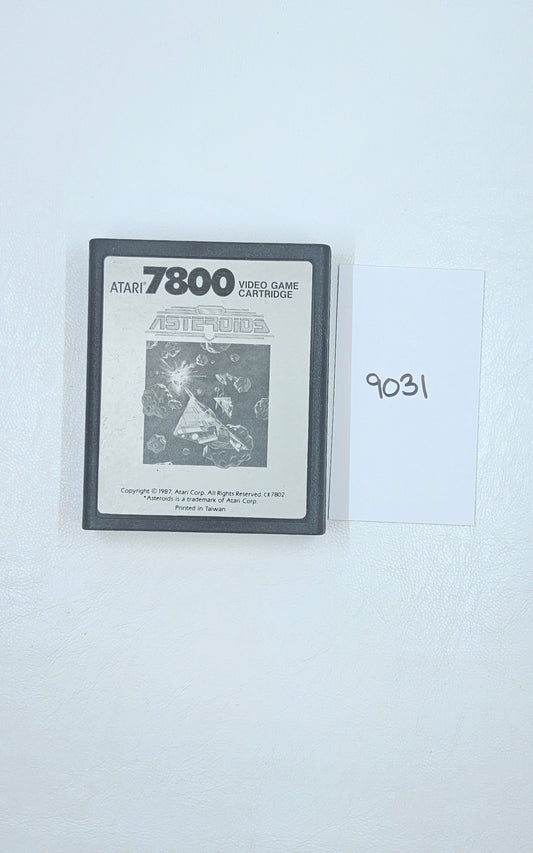 ATARI® 7800 VIDEO GAME
CARTRIDGE
ASTEROIDS
Copyright © 1987, Atari Corp. All Rights Reserved. CX7802
*Asteroids is a trademark of Atari Corp.
Printed in Taiwan
9031